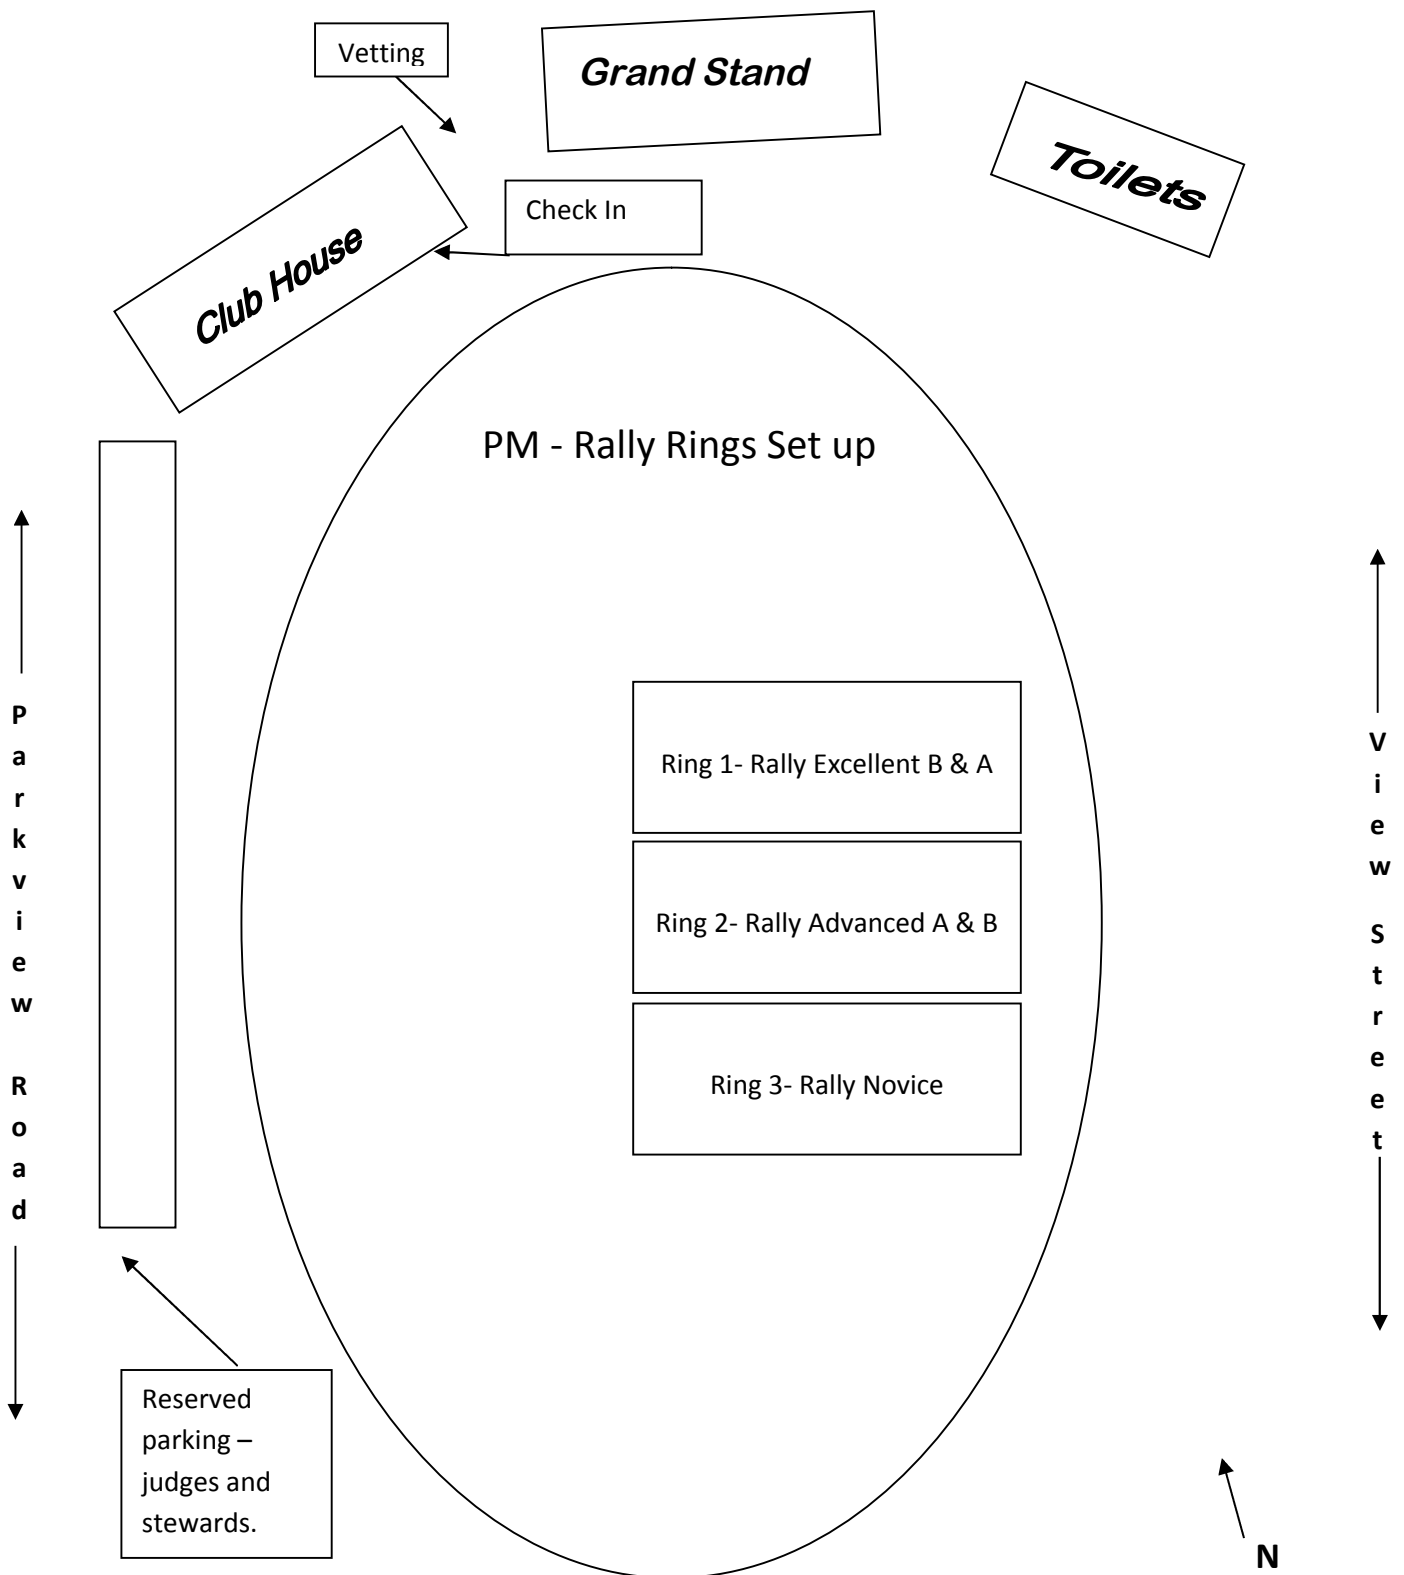 Vetting
Grand Stand
Toilets
Check In
Club House
PM - Rally Rings Set up
Parkview Road
View Street
Ring 1- Rally Excellent B & A
Ring 2- Rally Advanced A & B
Ring 3- Rally Novice
Reserved
parking –
judges and
stewards.
N